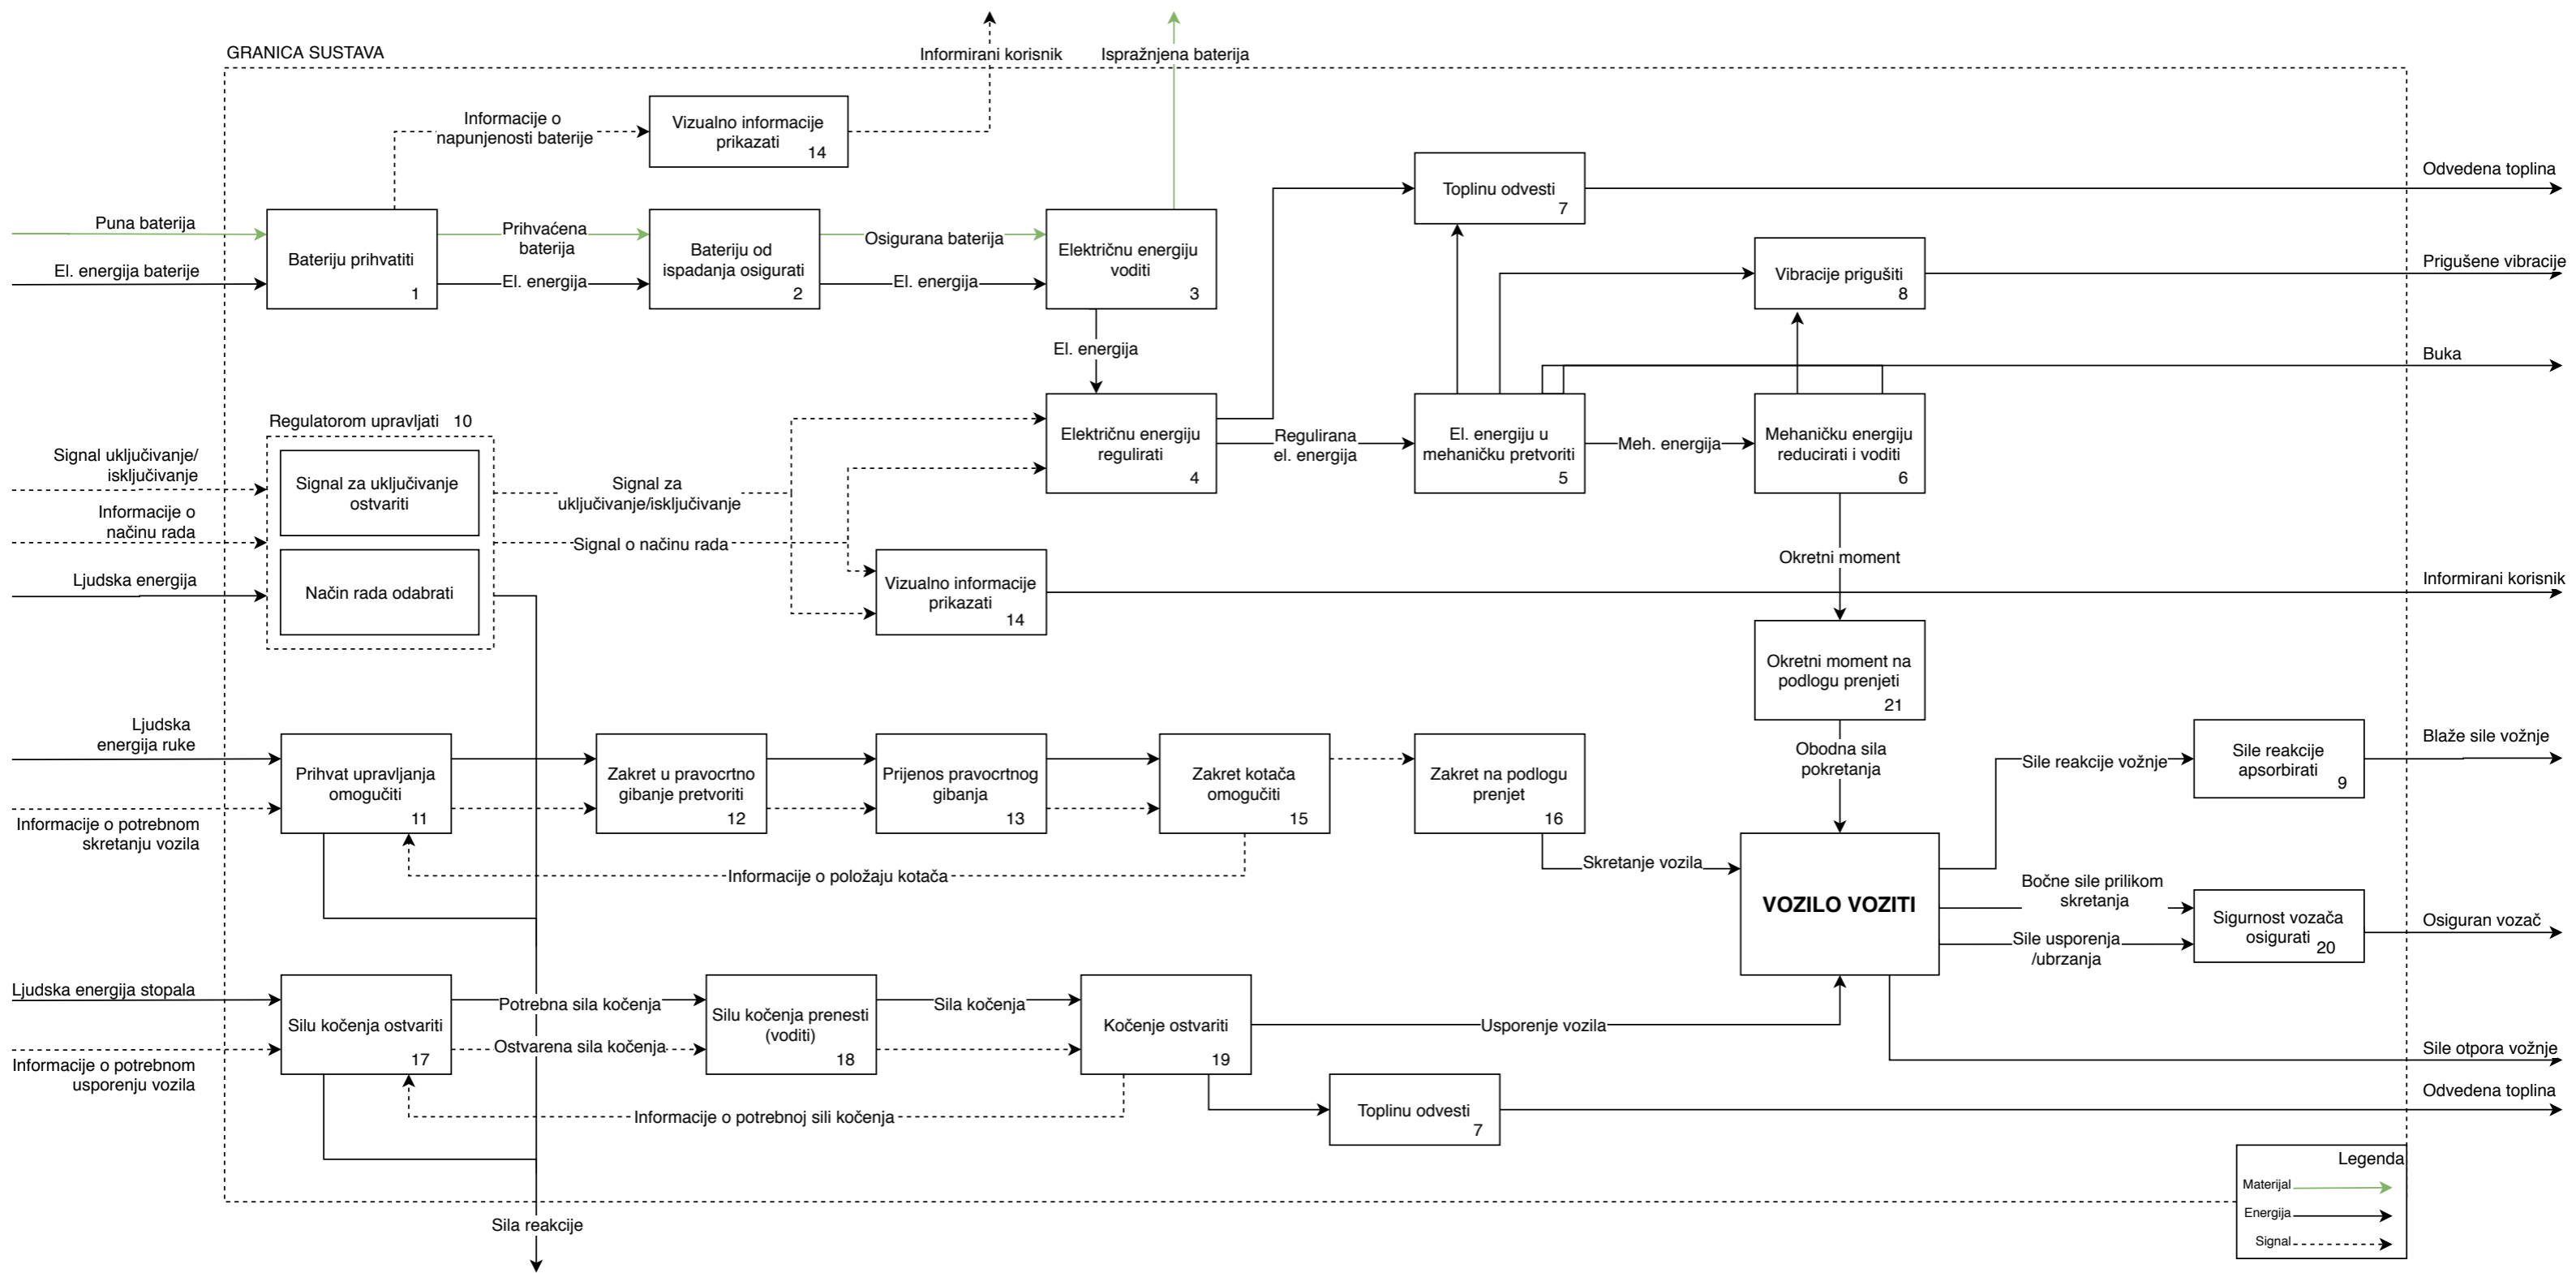 GRANICA SUSTAVA
Informirani korisnik
Ispražnjena baterija
Informacije o
napunjenosti baterije
Vizualno informacije
prikazati
14
Toplinu odvesti
7
Odvedena toplina
Puna baterija
El. energija baterije
Bateriju prihvatiti
1
Prihvaćena
baterija
El. energija
Bateriju od
ispadanja osigurati
2
Osigurana baterija
El. energija
Električnu energiju
voditi
3
Vibracije prigušiti
8
Prigušene vibracije
El. energija
Buka
Regulatorom upravljati 10
Signal uključivanje/
isključivanje
Informacije o
načinu rada
Ljudska energija
Signal za uključivanje
ostvariti
Način rada odabrati
Signal za
uključivanje/isključivanje
Signal o načinu rada
Električnu energiju
regulirati
4
Regulirana
el. energija
El. energiju u
mehaničku pretvoriti
5
Meh. energija
Mehaničku energiju
reducirati i voditi
6
Vizualno informacije
prikazati
14
Okretni moment
Informirani korisnik
Okretni moment na
podlogu prenjeti
21
Ljudska
energija ruke
Informacije o potrebnom
skretanju vozila
Prihvat upravljanja
omogučiti
11
Zakret u pravocrtno
gibanje pretvoriti
12
Prijenos pravocrtnog
gibanja
13
Zakret kotača
omogučiti
15
Zakret na podlogu
prenjet
16
Obodna sila
pokretanja
Sile reakcije vožnje
Sile reakcije
apsorbirati
9
Blaže sile vožnje
Informacije o položaju kotača
Skretanje vozila
VOZILO VOZITI
Bočne sile prilikom
skretanja
Sile usporenja
/ubrzanja
Sigurnost vozača
osigurati
20
Osiguran vozač
Ljudska energija stopala
Informacije o potrebnom
usporenju vozila
Silu kočenja ostvariti
17
Potrebna sila kočenja
Ostvarena sila kočenja
Silu kočenja prenesti
(voditi)
18
Sila kočenja
Kočenje ostvariti
19
Usporenje vozila
Sile otpora vožnje
Informacije o potrebnoj sili kočenja
Toplinu odvesti
7
Odvedena toplina
Sila reakcije
Legenda
Materijal
Energija
Signal